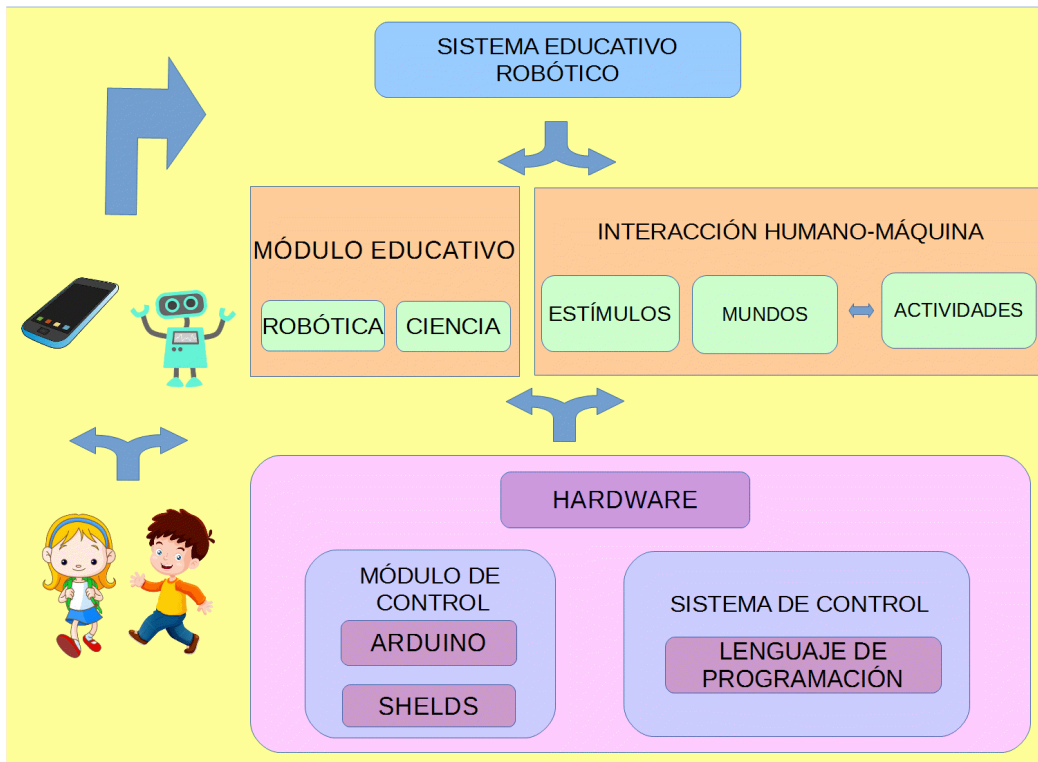 SISTEMA EDUCATIVO
ROBÓTICO
MÓDULO EDUCATIVO
ROBÓTICA
CIENCIA
INTERACCIÓN HUMANO-MÁQUINA
ESTÍMULOS
MUNDOS
ACTIVIDADES
HARDWARE
MÓDULO DE
CONTROL
ARDUINO
SHELDS
SISTEMA DE CONTROL
LENGUAJE DE
PROGRAMACIÓN